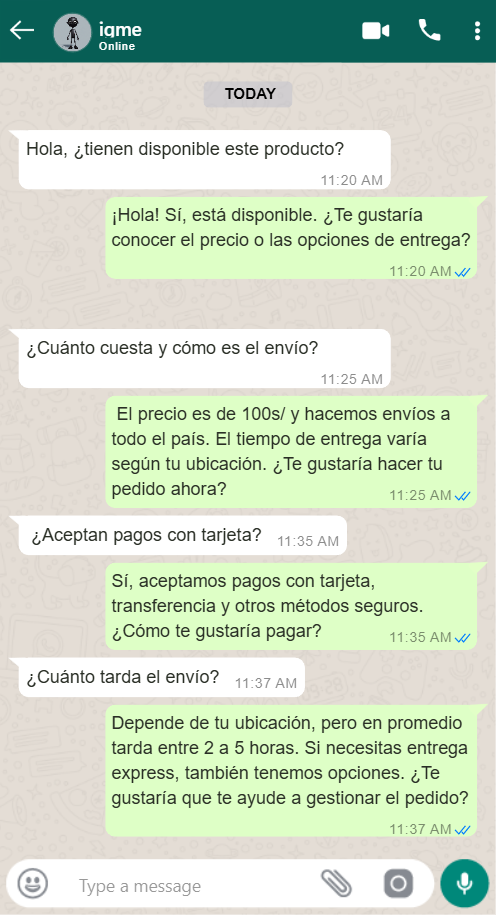 iqme
Online
TODAY
Hola, ¿tienen disponible este producto?
11:20 AM
¡Hola! Sí, está disponible. ¿Te gustaría
conocer el precio o las opciones de entrega?
11:20 AM
¿Cuánto cuesta y cómo es el envío?
11:25 AM
El precio es de 100s/ y hacemos envíos a
todo el país. El tiempo de entrega varía
según tu ubicación. ¿Te gustaría hacer tu
pedido ahora?
11:25 AM
¿Aceptan pagos con tarjeta? 11:35 AM
Sí, aceptamos pagos con tarjeta,
transferencia y otros métodos seguros.
¿Cómo te gustaría pagar?
11:35 AM
¿Cuánto tarda el envío? 11:37 AM
Depende de tu ubicación, pero en promedio
tarda entre 2 a 5 horas. Si necesitas entrega
express, también tenemos opciones. ¿Te
gustaría que te ayude a gestionar el pedido?
11:37 AM
Type a message